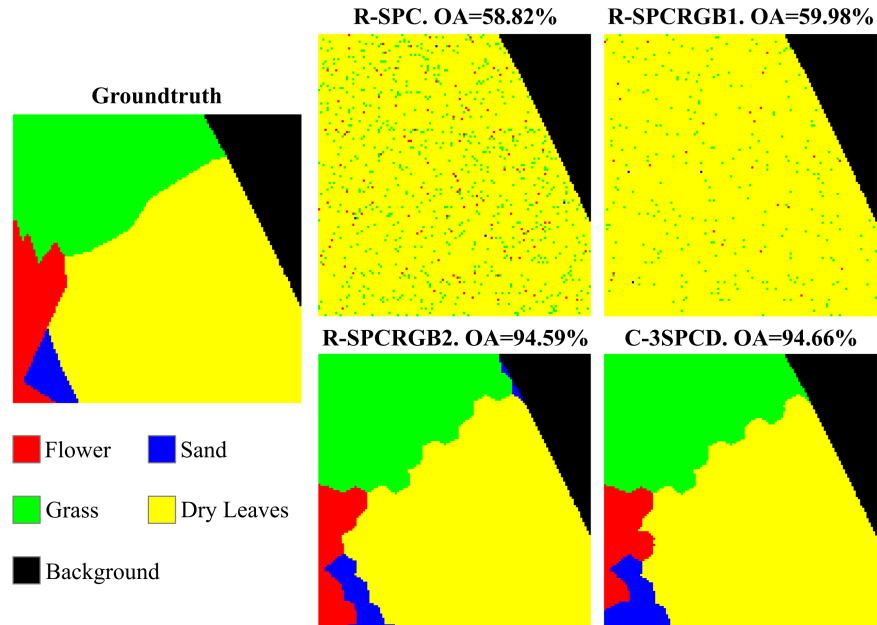 R-SPC. OA=58.82%
R-SPCRGB1. OA=59.98%
Groundtruth
R-SPCRGB2. OA=94.59%
C-3SPCD. OA=94.66%
Flower
Sand
Grass
Dry Leaves
Background